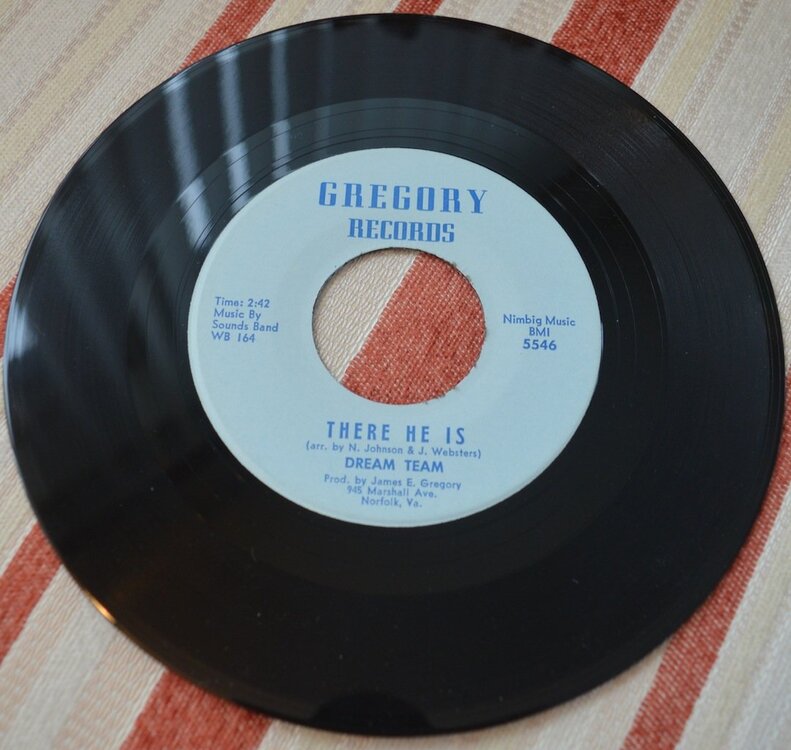 GREGORY
RECORDS
Time: 2:42
Music By
Sounds Band
WB 164
Nimbig Music
BMI
5546
THERE HE IS
(arr. by N. Johnson & J. Websters)
DREAM TEAM
Prod. by James E. Gregory
945 Marshall Ave.
Norfolk, Va.